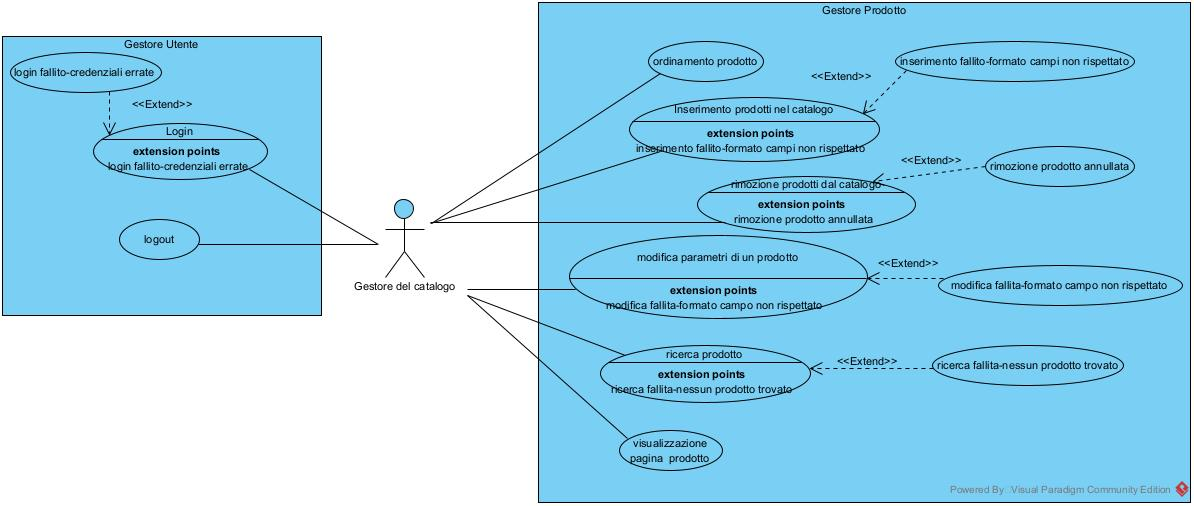 Gestore Utente
login fallito-credenziali errate
<<Extend>>
Login
extension points
login fallito-credenziali errate
logout
Gestore del catalogo
Gestore Prodotto
ordinamento prodotto
inserimento fallito-formato campi non rispettato
<<Extend>>
Inserimento prodotti nel catalogo
extension points
inserimento fallito-formato campi non rispettato
<<Extend>>
rimozione prodotto annullata
rimozione prodotti dal catalogo
extension points
rimozione prodotto annullata
modifica parametri di un prodotto
extension points
modifica fallita-formato campo non rispettato
<<Extend>>
modifica fallita-formato campo non rispettato
ricerca prodotto
extension points
ricerca fallita-nessun prodotto trovato
<<Extend>>
ricerca fallita-nessun prodotto trovato
visualizzazione
pagina prodotto
Powered By Visual Paradigm Community Edition